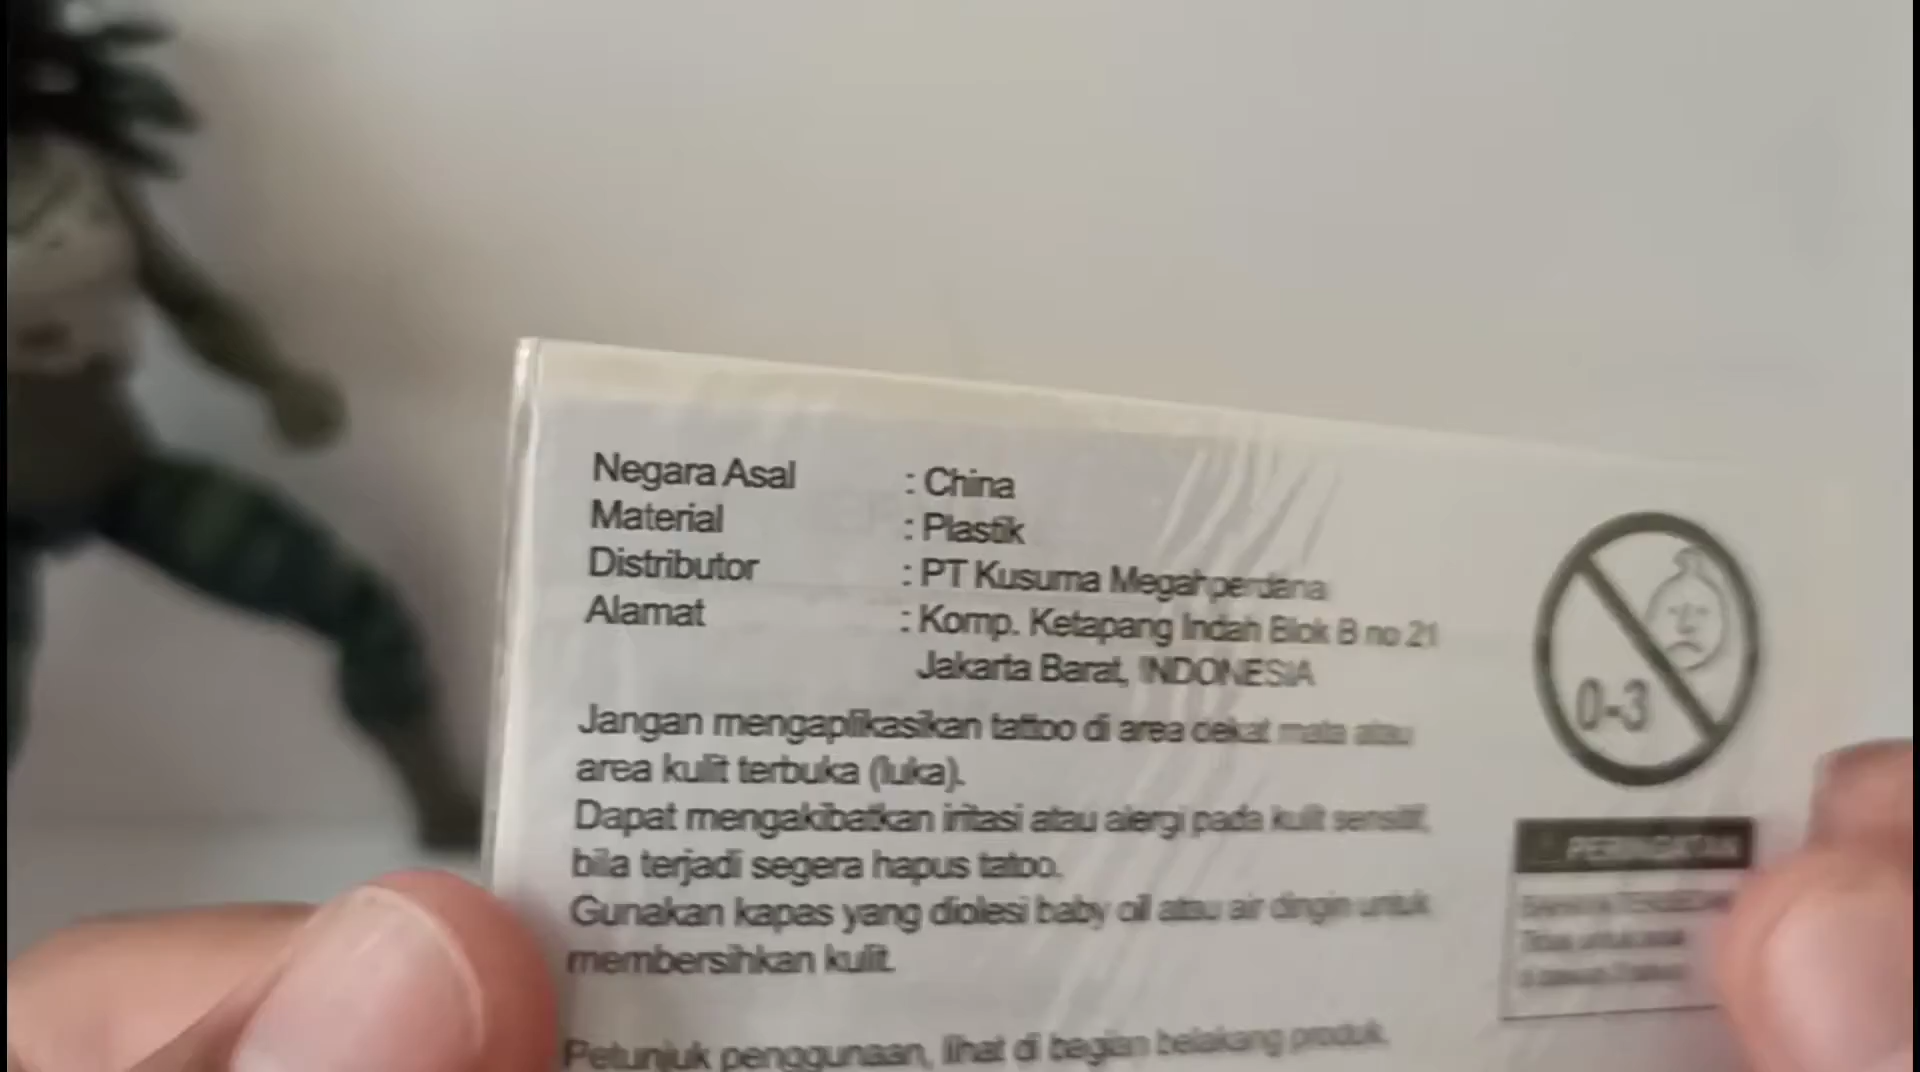 Negara Asal : China
Material : Plastik
Distributor : PT Kusuma Megahperdana
Alamat : Komp. Ketapang Indah Blok B no 21
Jakarta Barat, INDONESIA
Jangan mengaplikasikan tattoo di area dekat mata atau
area kulit terbuka (luka).
Dapat mengakibatkan iritasi atau alergi pada kulit sensitif,
bila terjadi segera hapus tatoo.
Gunakan kapas yang diolesi baby oil atau air dingin untuk
membersihkan kulit.
Petunjuk penggunaan, lihat di bagian belakang produk.
0-3
PERINGATAN